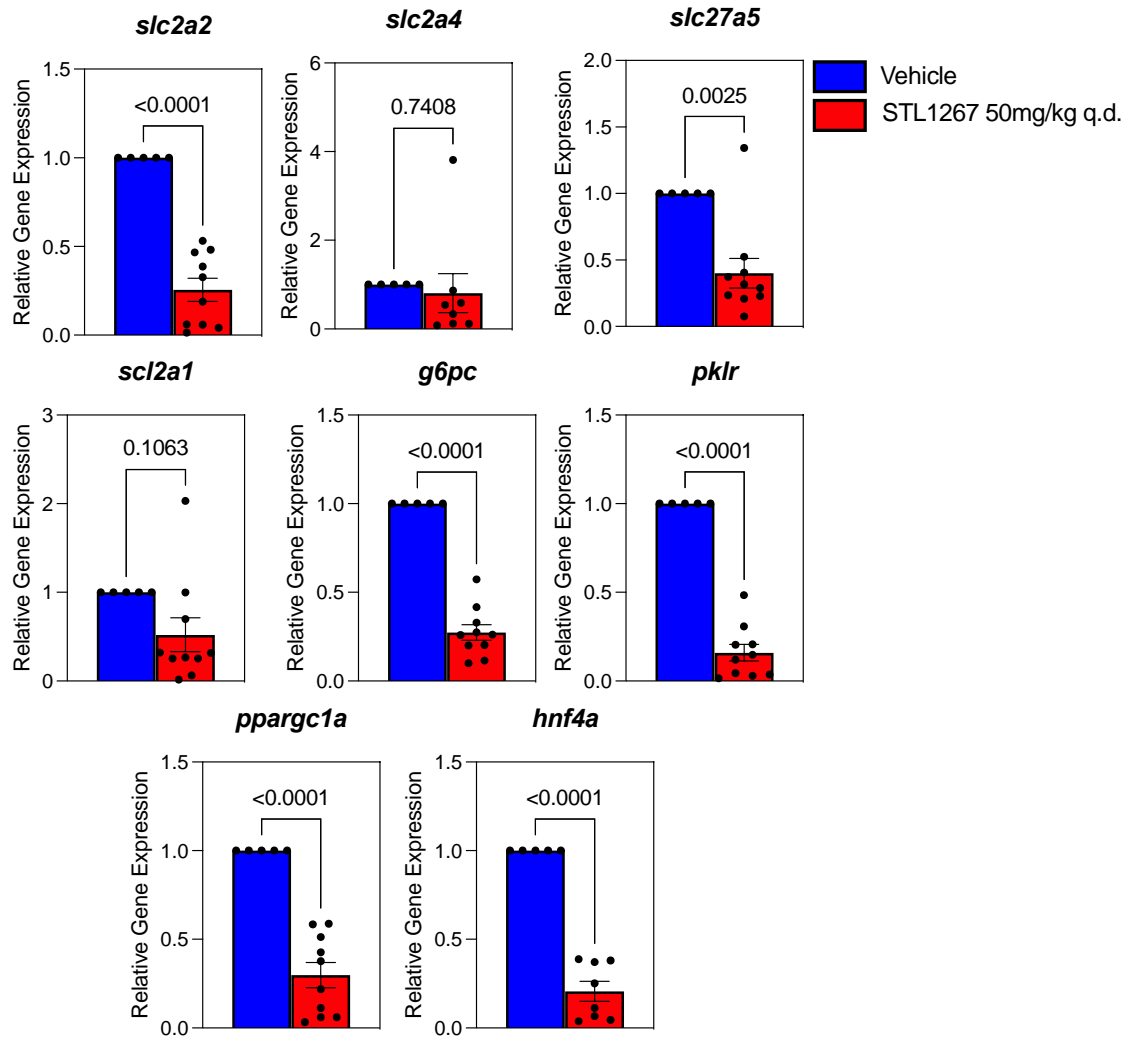 slc2a2
slc2a4
slc27a5
Vehicle
STL1267 50mg/kg q.d.
Relative Gene Expression
1.5
1.0
0.5
0.0
<0.0001
Relative Gene Expression
6
4
2
0
0.7408
Relative Gene Expression
2.0
1.5
1.0
0.5
0.0
0.0025
scl2a1
g6pc
pklr
Relative Gene Expression
3
2
1
0
0.1063
Relative Gene Expression
1.5
1.0
0.5
0.0
<0.0001
Relative Gene Expression
1.5
1.0
0.5
0.0
<0.0001
ppargc1a
hnf4a
Relative Gene Expression
1.5
1.0
0.5
0.0
<0.0001
Relative Gene Expression
1.5
1.0
0.5
0.0
<0.0001